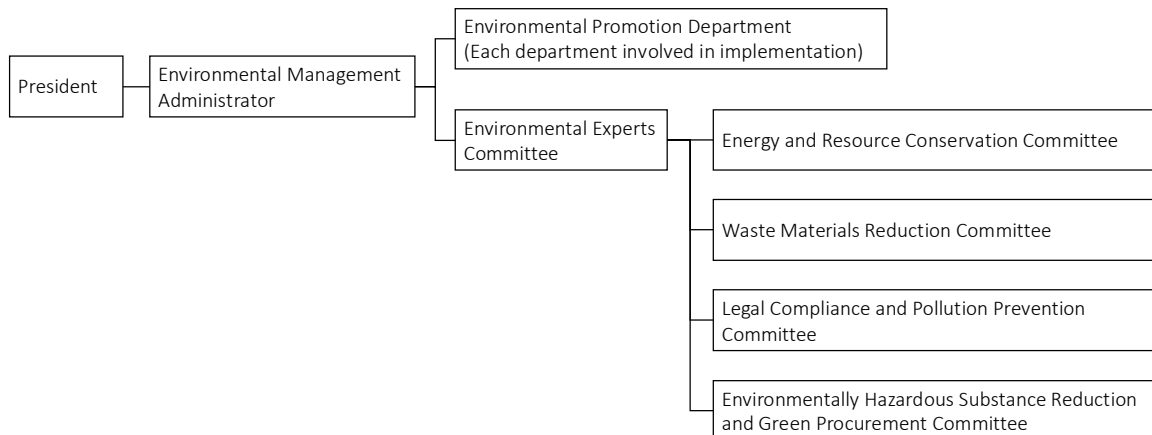 Environmental Promotion Department
(Each department involved in implementation)
President
Environmental Management
Administrator
Environmental Experts
Committee
Energy and Resource Conservation Committee
Waste Materials Reduction Committee
Legal Compliance and Pollution Prevention
Committee
Environmentally Hazardous Substance Reduction
and Green Procurement Committee